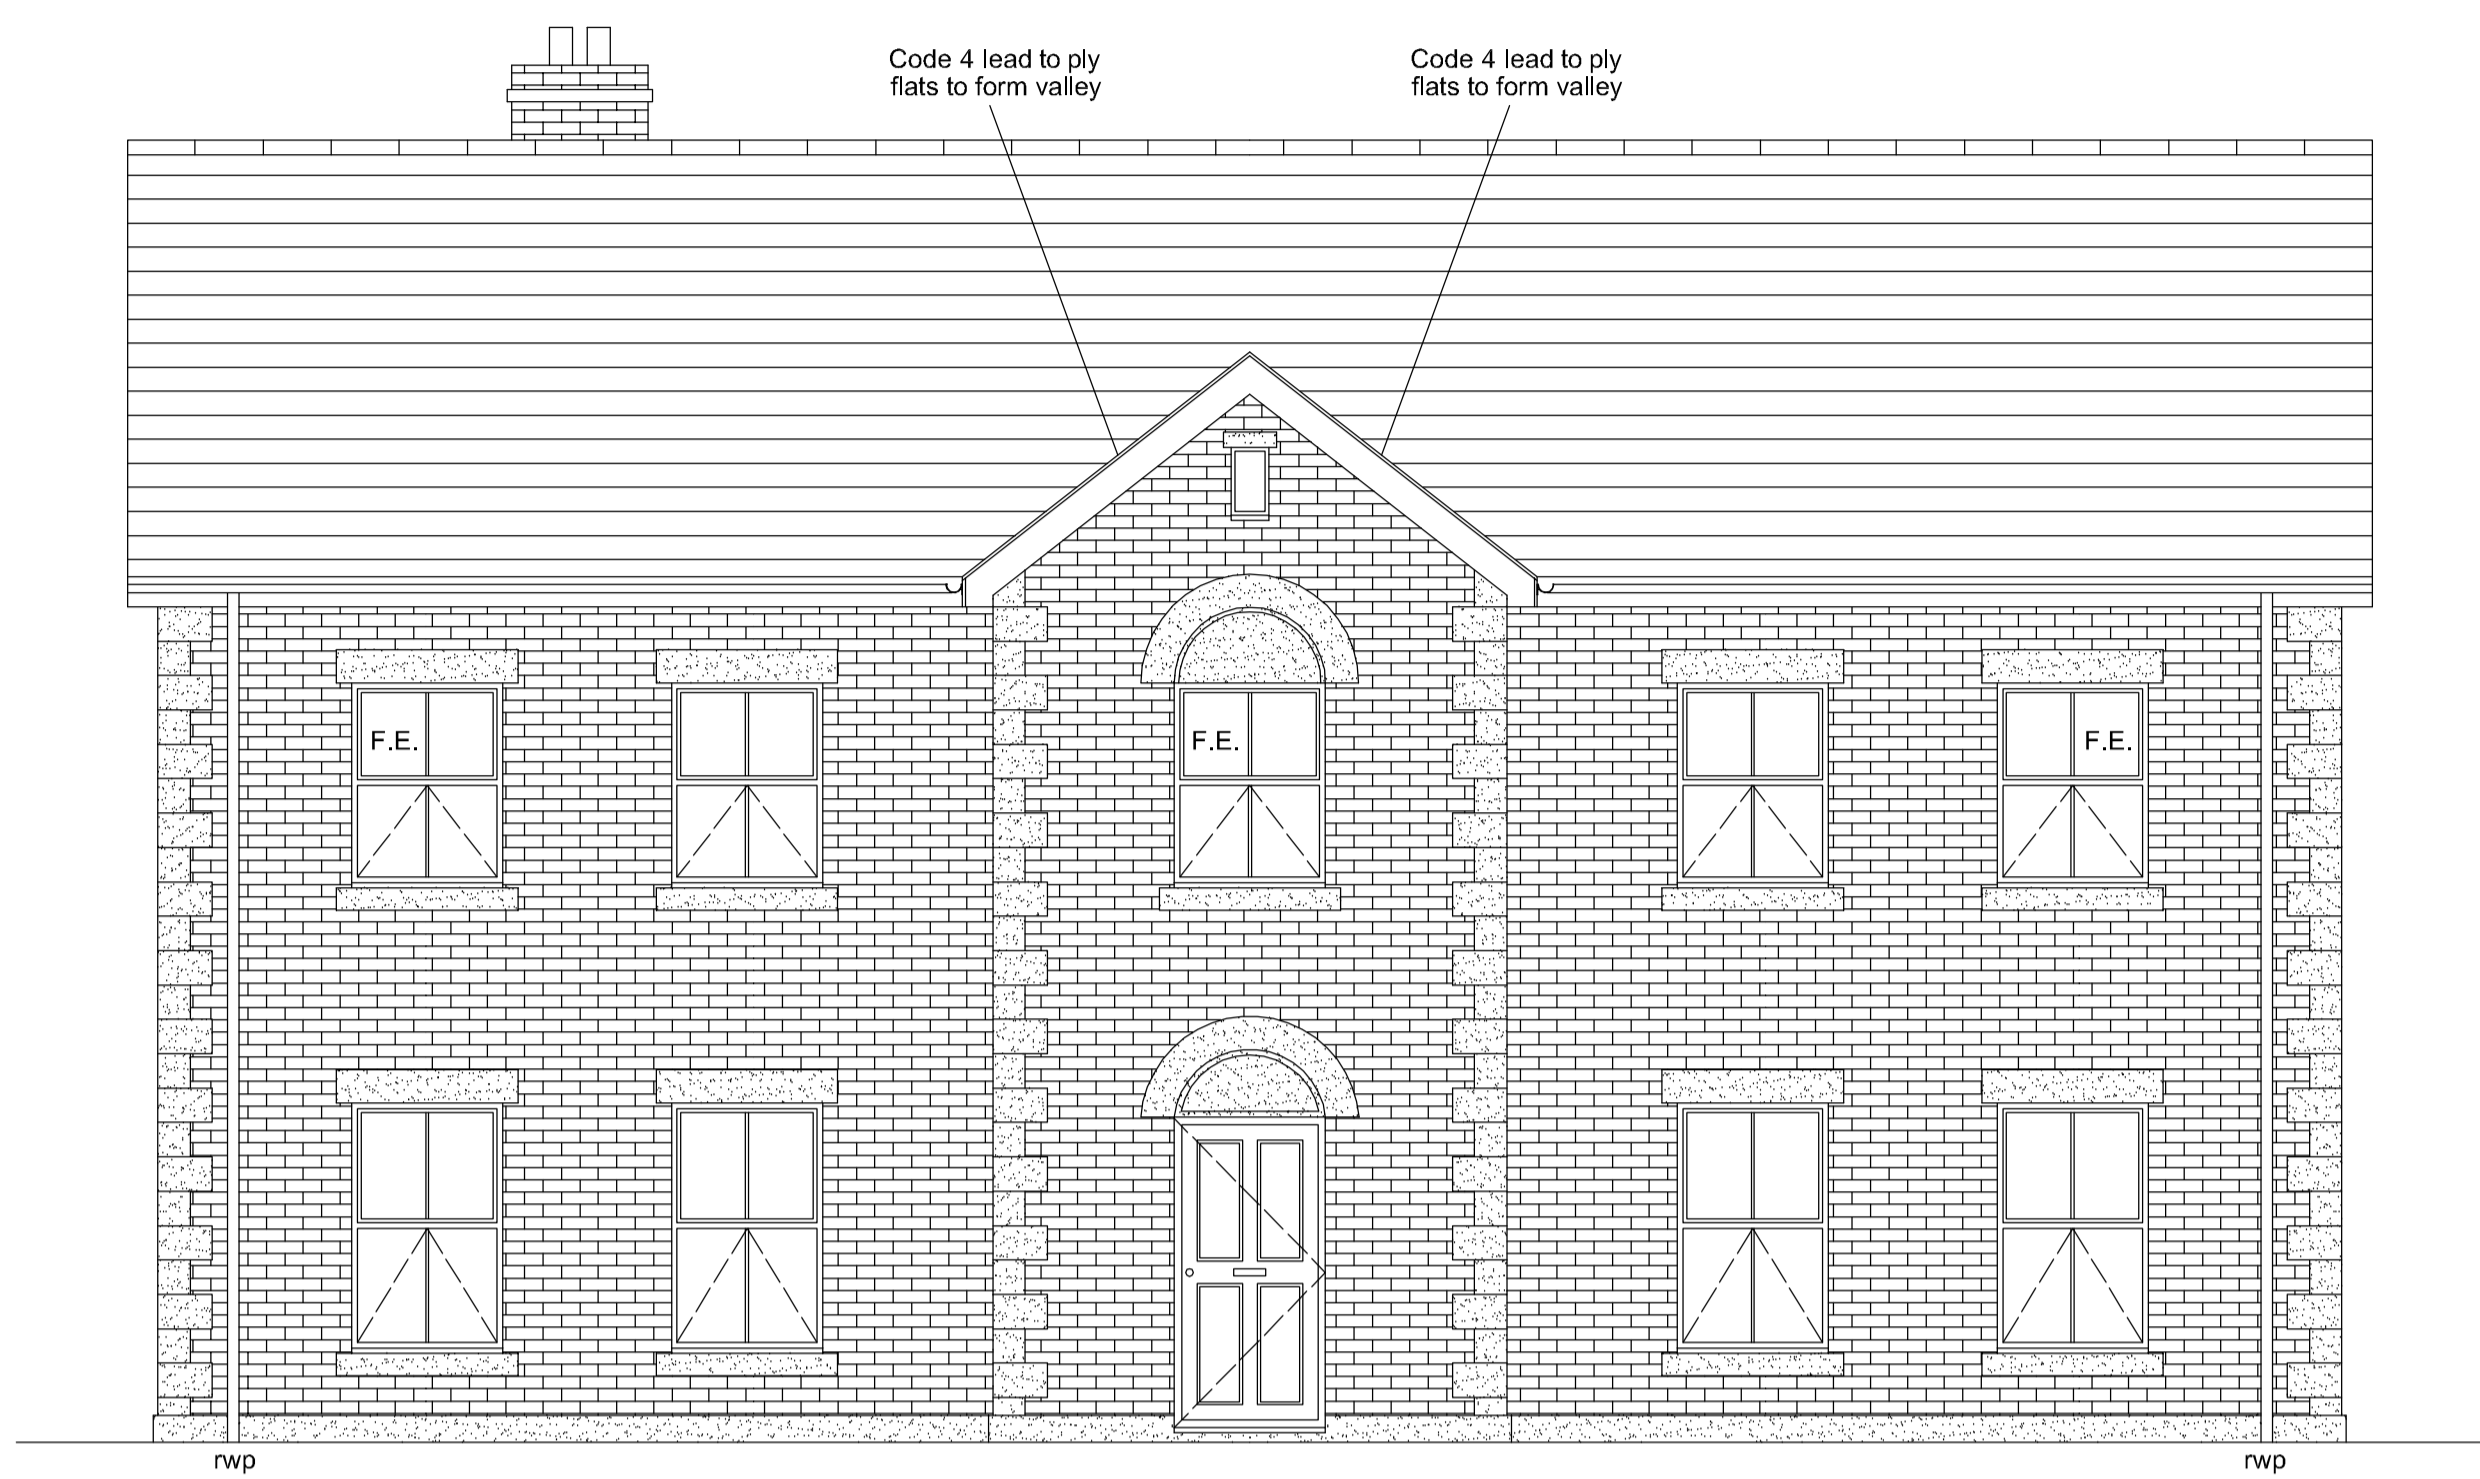 Code 4 lead to ply
flats to form valley
Code 4 lead to ply
flats to form valley
F.E.
F.E.
F.E.
rwp
rwp